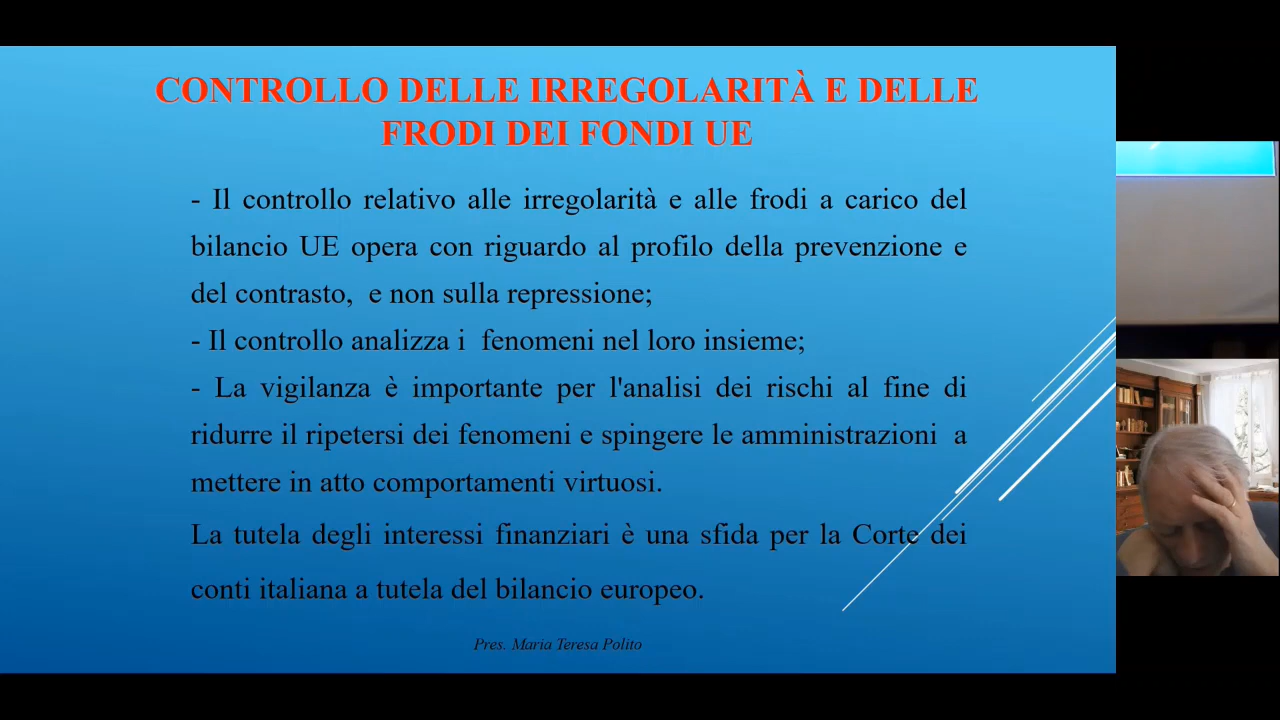 CONTROLLO DELLE IRREGOLARITÀ E DELLE
FRODI DEI FONDI UE
- Il controllo relativo alle irregolarità e alle frodi a carico del
bilancio UE opera con riguardo al profilo della prevenzione e
del contrasto, e non sulla repressione;
- Il controllo analizza i fenomeni nel loro insieme;
- La vigilanza è importante per l'analisi dei rischi al fine di
ridurre il ripetersi dei fenomeni e spingere le amministrazioni a
mettere in atto comportamenti virtuosi.
La tutela degli interessi finanziari è una sfida per la Corte dei
conti italiana a tutela del bilancio europeo.
Pres. Maria Teresa Polito